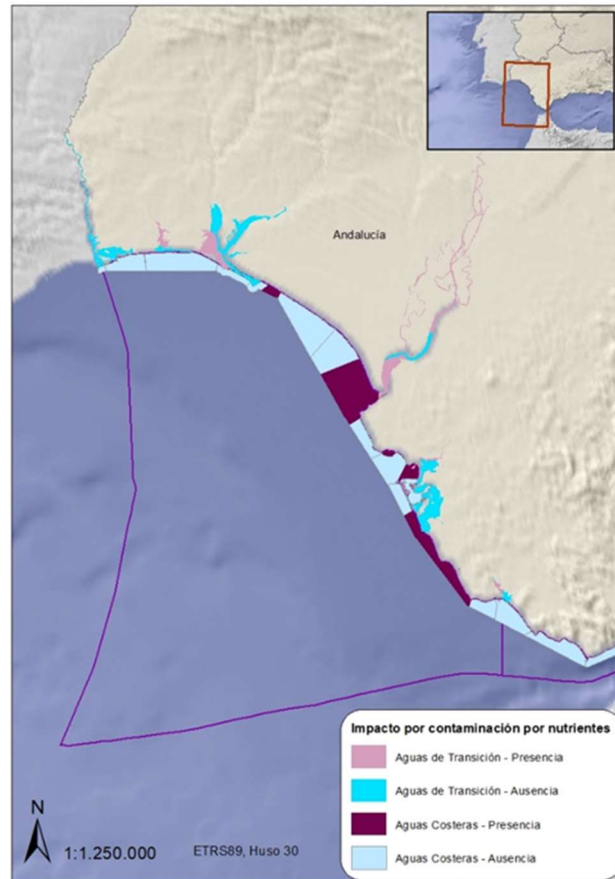 Andalucía
Impacto por contaminación por nutrientes
Aguas de Transición - Presencia
Aguas de Transición - Ausencia
Aguas Costeras - Presencia
Aguas Costeras - Ausencia
N
1:1.250.000
ETRS89, Huso 30